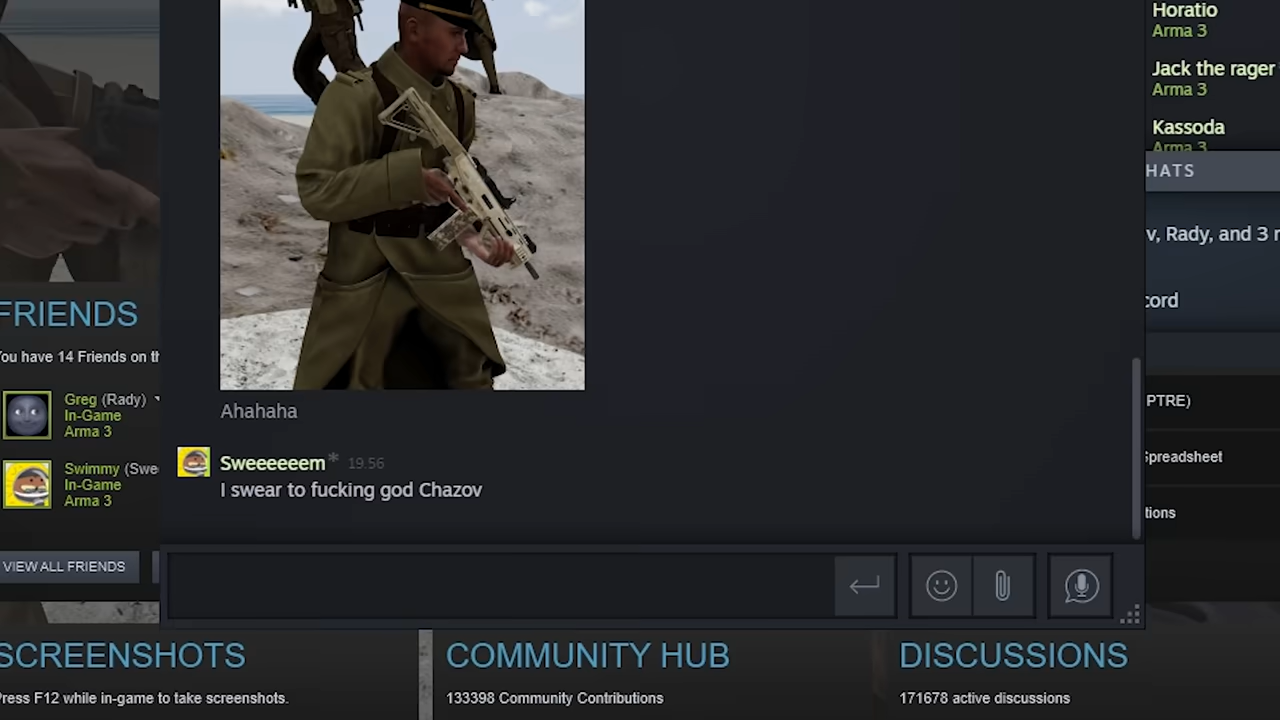 Horatio
Arma 3
Jack the rager
Arma 3
Kassoda
Arma 3
HATS
v, Rady, and 3
cord
PTRE)
Spreadsheet
tions
FRIENDS
You have 14 Friends on th
Greg (Rady)
In-Game
Arma 3
Swimmy (Swe
In-Game
Arma 3
VIEW ALL FRIENDS
Ahahaha
Sweeeeeem* 19.56
I swear to fucking god Chazov
SCREENSHOTS
Press F12 while in-game to take screenshots.
COMMUNITY HUB
133398 Community Contributions
DISCUSSIONS
171678 active discussions